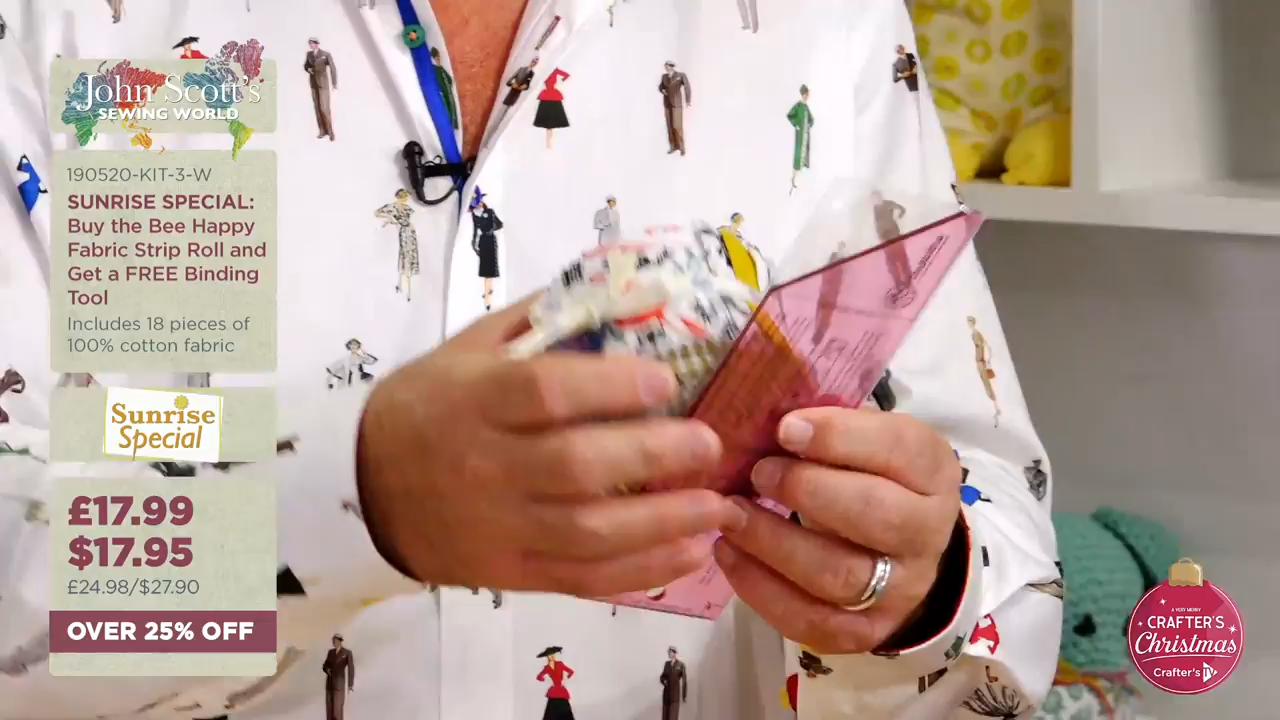 John Scott's
SEWING WORLD
190520-KIT-3-W
SUNRISE SPECIAL:
Buy the Bee Happy
Fabric Strip Roll and
Get a FREE Binding
Tool
Includes 18 pieces of
100% cotton fabric
Sunrise
Special
£17.99
$17.95
£24.98/$27.90
OVER 25% OFF
A VERY MERRY
CRAFTER'S
Christmas
Crafter's TV